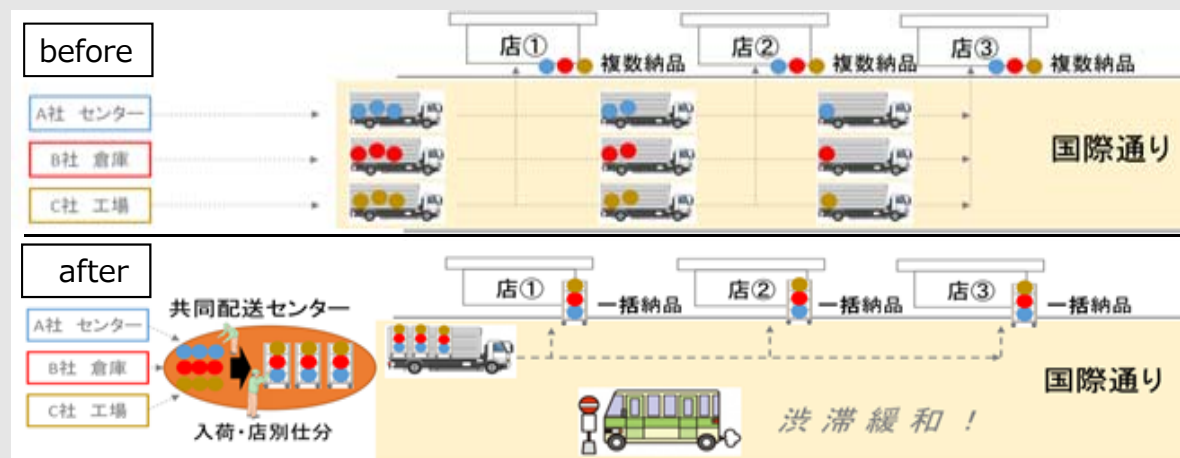 before
店①
複数納品
店②
複数納品
店③
複数納品
A社 センター
B社 倉庫
C社 工場
国際通り
after
共同配送センター
A社 センター
B社 倉庫
C社 工場
入荷・店別仕分
店①
一括納品
店②
一括納品
店③
一括納品
国際通り
渋滞緩和！